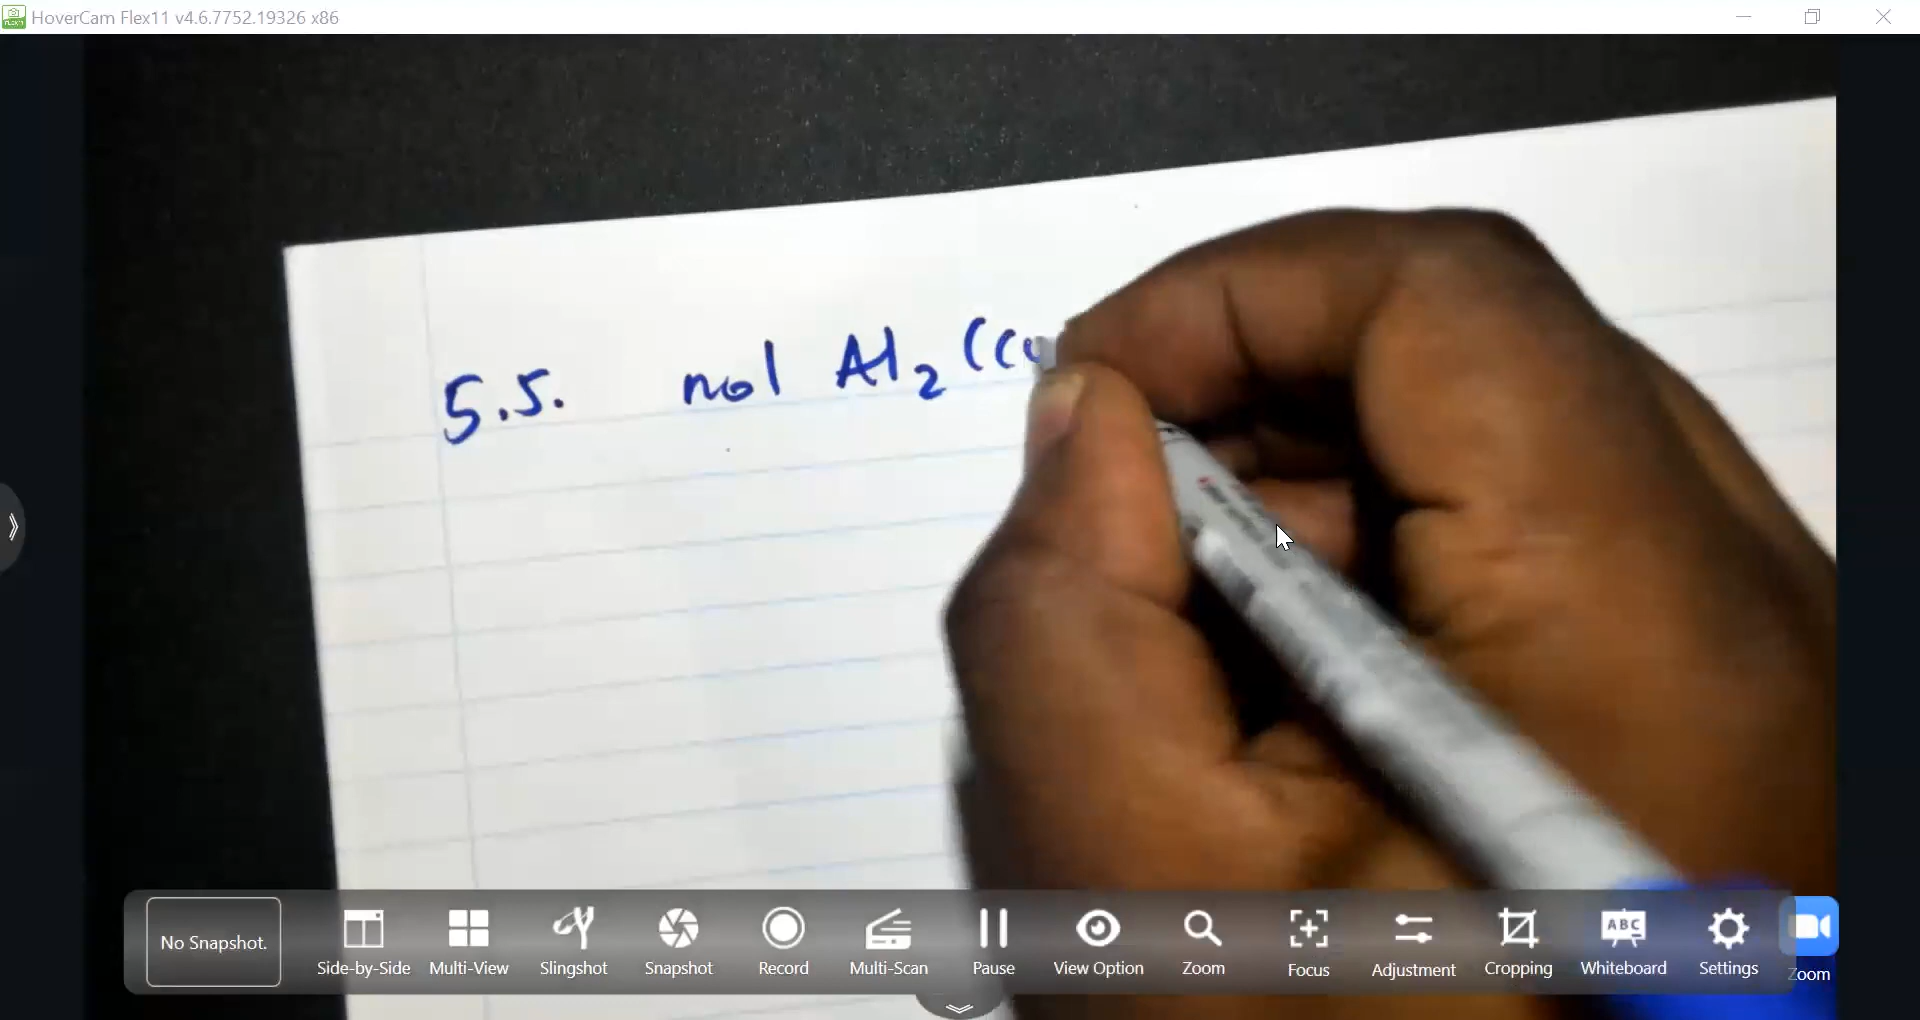 HoverCam Flex11 v4.6.7752.19326 x86
5.5. mol Al2(Co
No Snapshot.
Side-by-Side
Multi-View
Slingshot
Snapshot
Record
Multi-Scan
Pause
View Option
Zoom
Focus
Adjustment
Cropping
ABC
Whiteboard
Settings
Zoom